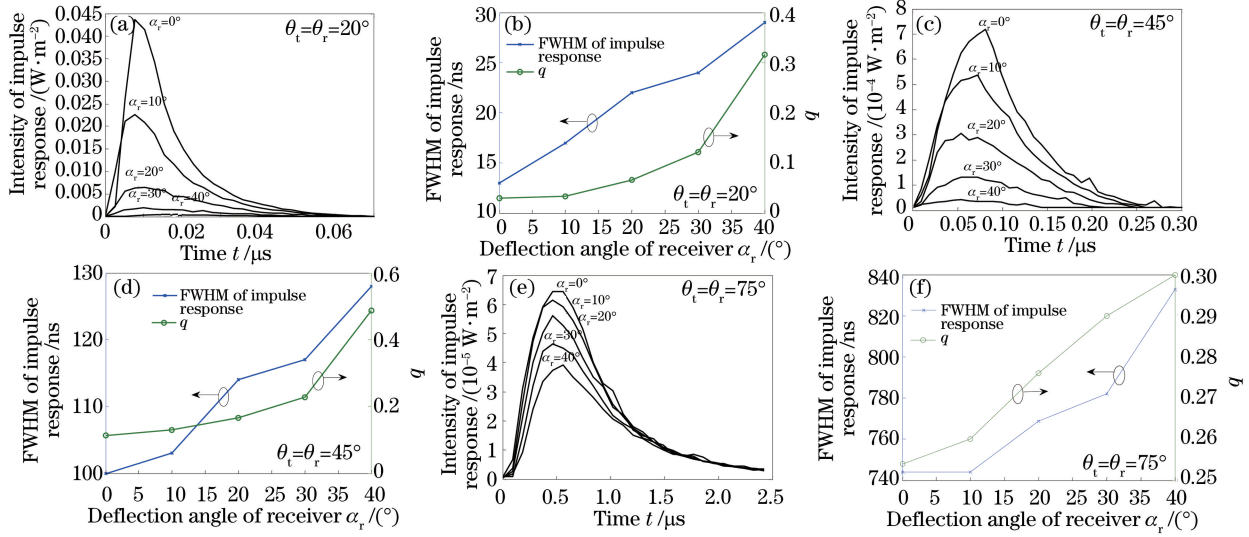 (a)
θt=θr=20°
αr=0°
αr=10°
αr=20°
αr=30°
αr=40°
0.045
0.040
0.035
0.030
0.025
0.020
0.015
0.010
0.005
0
0 0.02 0.04 0.06
Intensity of impulse
response /(W·m⁻²)
Time t /μs
(b)
FWHM of impulse
response
q
θt=θr=20°
30
25
20
15
10
0.4
0.3
0.2
0.1
0
0 5 10 15 20 25 30 35 40
FWHM of impulse
response /ns
q
Deflection angle of receiver αr /(°)
(c)
θt=θr=45°
αr=0°
αr=10°
αr=20°
αr=30°
αr=40°
8
7
6
5
4
3
2
1
0
0 0.05 0.10 0.15 0.20 0.25 0.30
Intensity of impulse
response /(10⁻⁴ W·m⁻²)
Time t /μs
(d)
FWHM of impulse
response
q
θt=θr=45°
130
120
110
100
0.6
0.4
0.2
0
0 5 10 15 20 25 30 35 40
FWHM of impulse
response /ns
q
Deflection angle of receiver αr /(°)
(e)
θt=θr=75°
αr=0°
αr=10°
αr=20°
αr=30°
αr=40°
7
6
5
4
3
2
1
0
0 0.5 1.0 1.5 2.0 2.5
Intensity of impulse
response /(10⁻⁵ W·m⁻²)
Time t /μs
(f)
FWHM of impulse
response
q
θt=θr=75°
840
820
800
780
760
740
0.30
0.29
0.28
0.27
0.26
0.25
0 5 10 15 20 25 30 35 40
FWHM of impulse
response /ns
q
Deflection angle of receiver αr /(°)